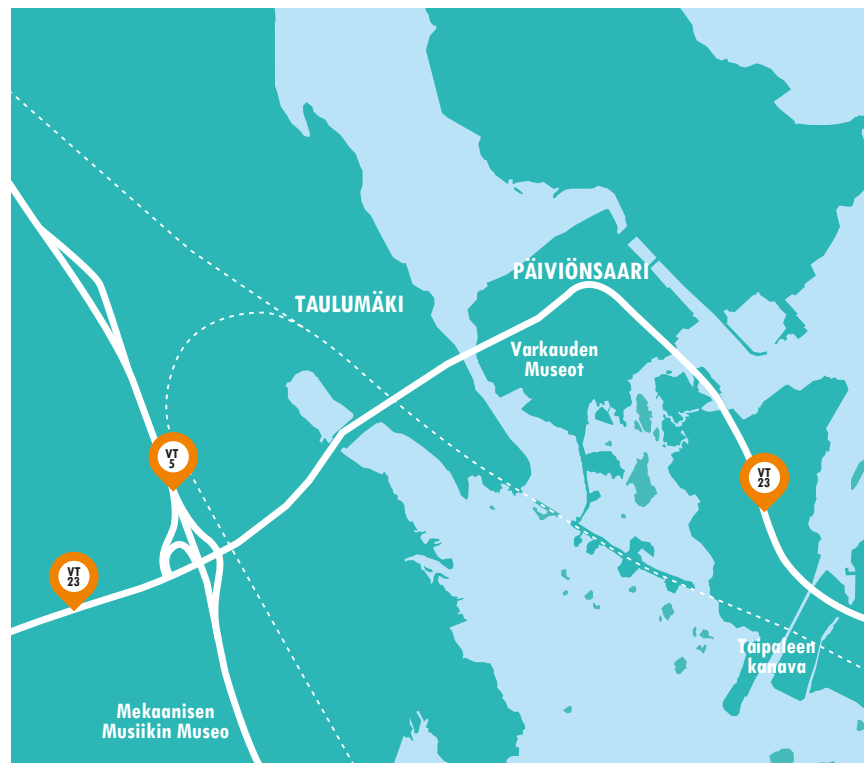 PÄIVIÖNSAARI
TAULUMÄKI
Varkauden
Museot
VT
5
VT
23
VT
23
Taipaleen
kanava
Mekaanisen
Musiikin Museo